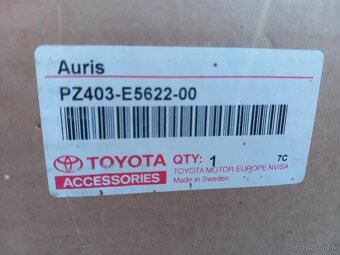 Auris
PZ403-E5622-00
TOYOTA QTY: 1 7C
ACCESSORIES TOYOTA MOTOR EUROPE NV/SA
Made in Sweden